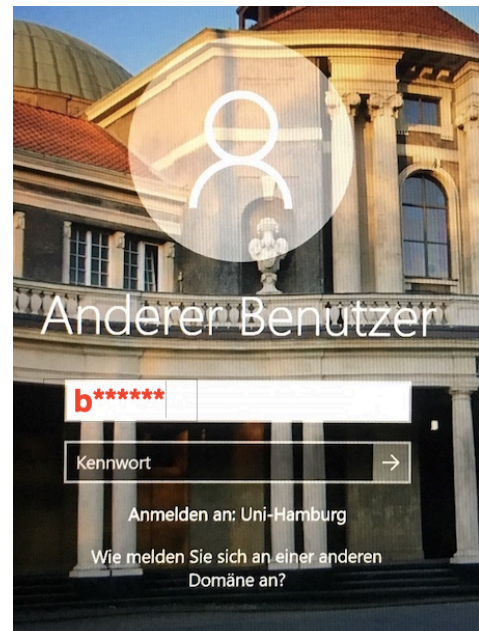 Anderer Benutzer
b******
Kennwort
Anmelden an: Uni-Hamburg
Wie melden Sie sich an einer anderen
Domäne an?